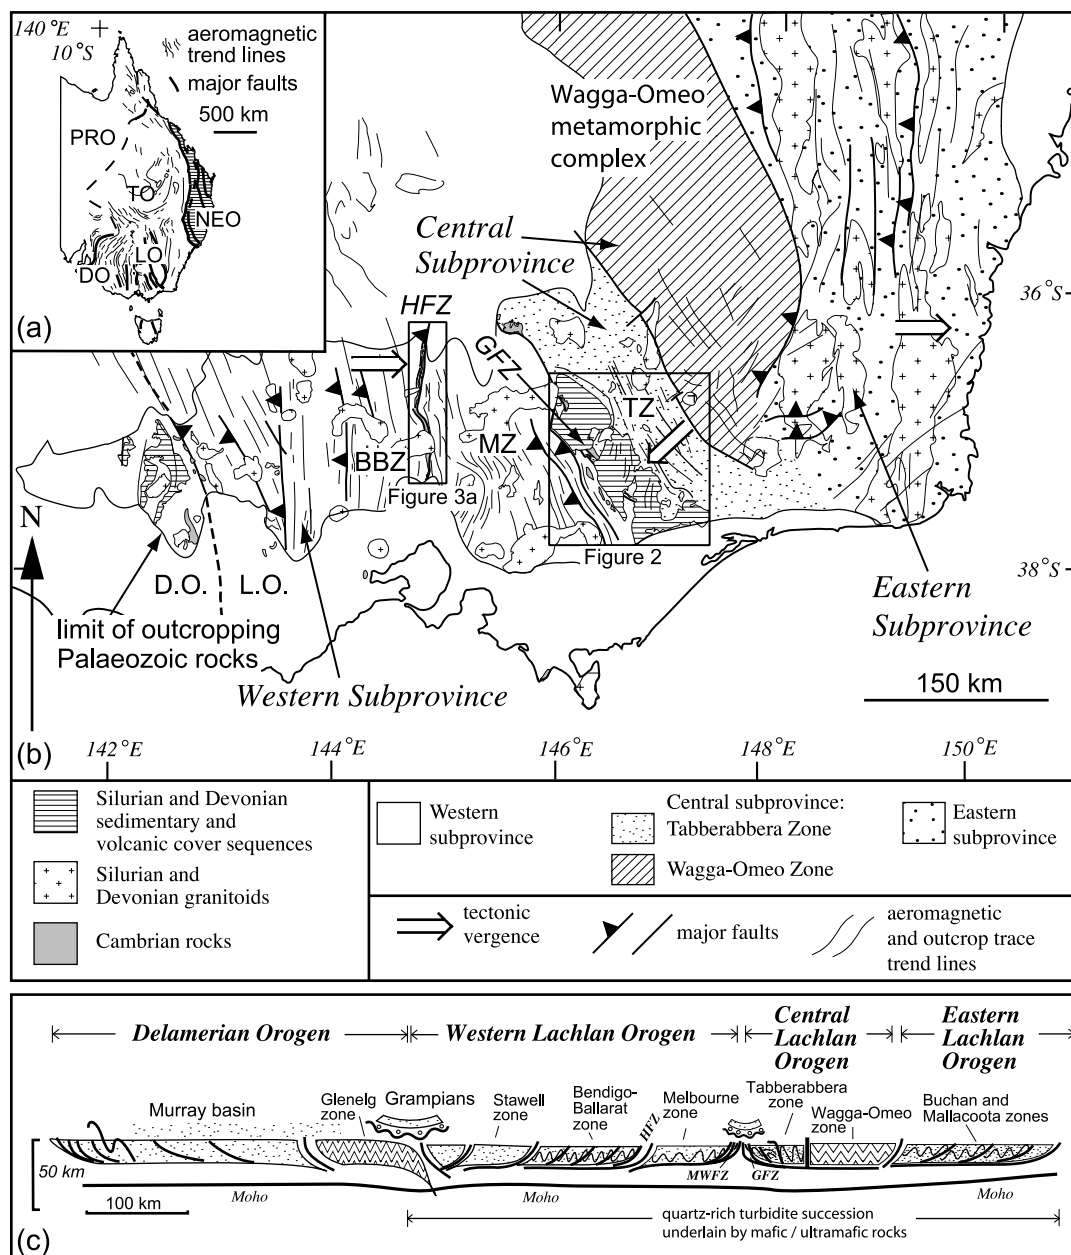 (a)
140°E
10°S
aeromagnetic
trend lines
major faults
500 km
PRO
TO
NEO
LO
DO
Wagga-Omeo
metamorphic
complex
Central
Subprovince
36°S
HFZ
GFZ
TZ
MZ
BBZ
Figure 3a
Figure 2
N
38°S
D.O.
L.O.
Eastern
Subprovince
limit of outcropping
Palaeozoic rocks
Western Subprovince
150 km
(b)
142°E
144°E
146°E
148°E
150°E
Silurian and Devonian
sedimentary and
volcanic cover sequences
Silurian and
Devonian granitoids
Cambrian rocks
Western
subprovince
Central subprovince:
Tabberabbera Zone
Wagga-Omeo Zone
Eastern
subprovince
tectonic
vergence
major faults
aeromagnetic
and outcrop trace
trend lines
Delamerian Orogen
Western Lachlan Orogen
Central
Lachlan
Orogen
Eastern
Lachlan
Orogen
Murray basin
Glenelg
zone
Grampians
Stawell
zone
Bendigo-
Ballarat
zone
HFZ
Melbourne
zone
Tabberabbera
zone
Wagga-Omeo
zone
Buchan and
Mallacoota zones
50 km
MWFZ
GFZ
Moho
Moho
Moho
100 km
quartz-rich turbidite succession
underlain by mafic / ultramafic rocks
(c)